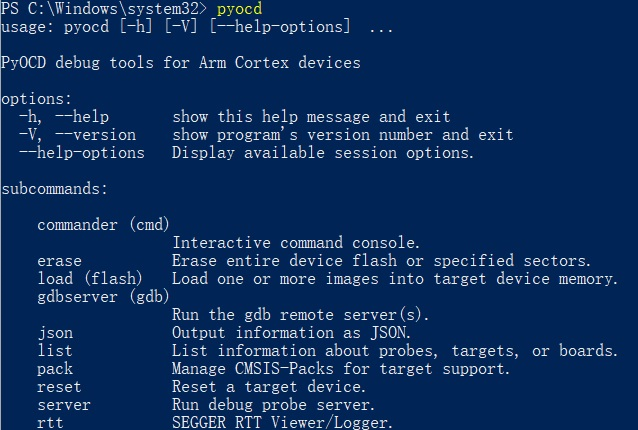 PS C:\Windows\system32> pyocd
usage: pyocd [-h] [-V] [--help-options]  ...
PyOCD debug tools for Arm Cortex devices
options:
-h, --help       show this help message and exit
-V, --version    show program's version number and exit
--help-options   Display available session options.
subcommands:
commander (cmd)
Interactive command console.
erase            Erase entire device flash or specified sectors.
load (flash)     Load one or more images into target device memory.
gdbserver (gdb)
Run the gdb remote server(s).
json             Output information as JSON.
list             List information about probes, targets, or boards.
pack             Manage CMSIS-Packs for target support.
reset            Reset a target device.
server           Run debug probe server.
rtt              SEGGER RTT Viewer/Logger.